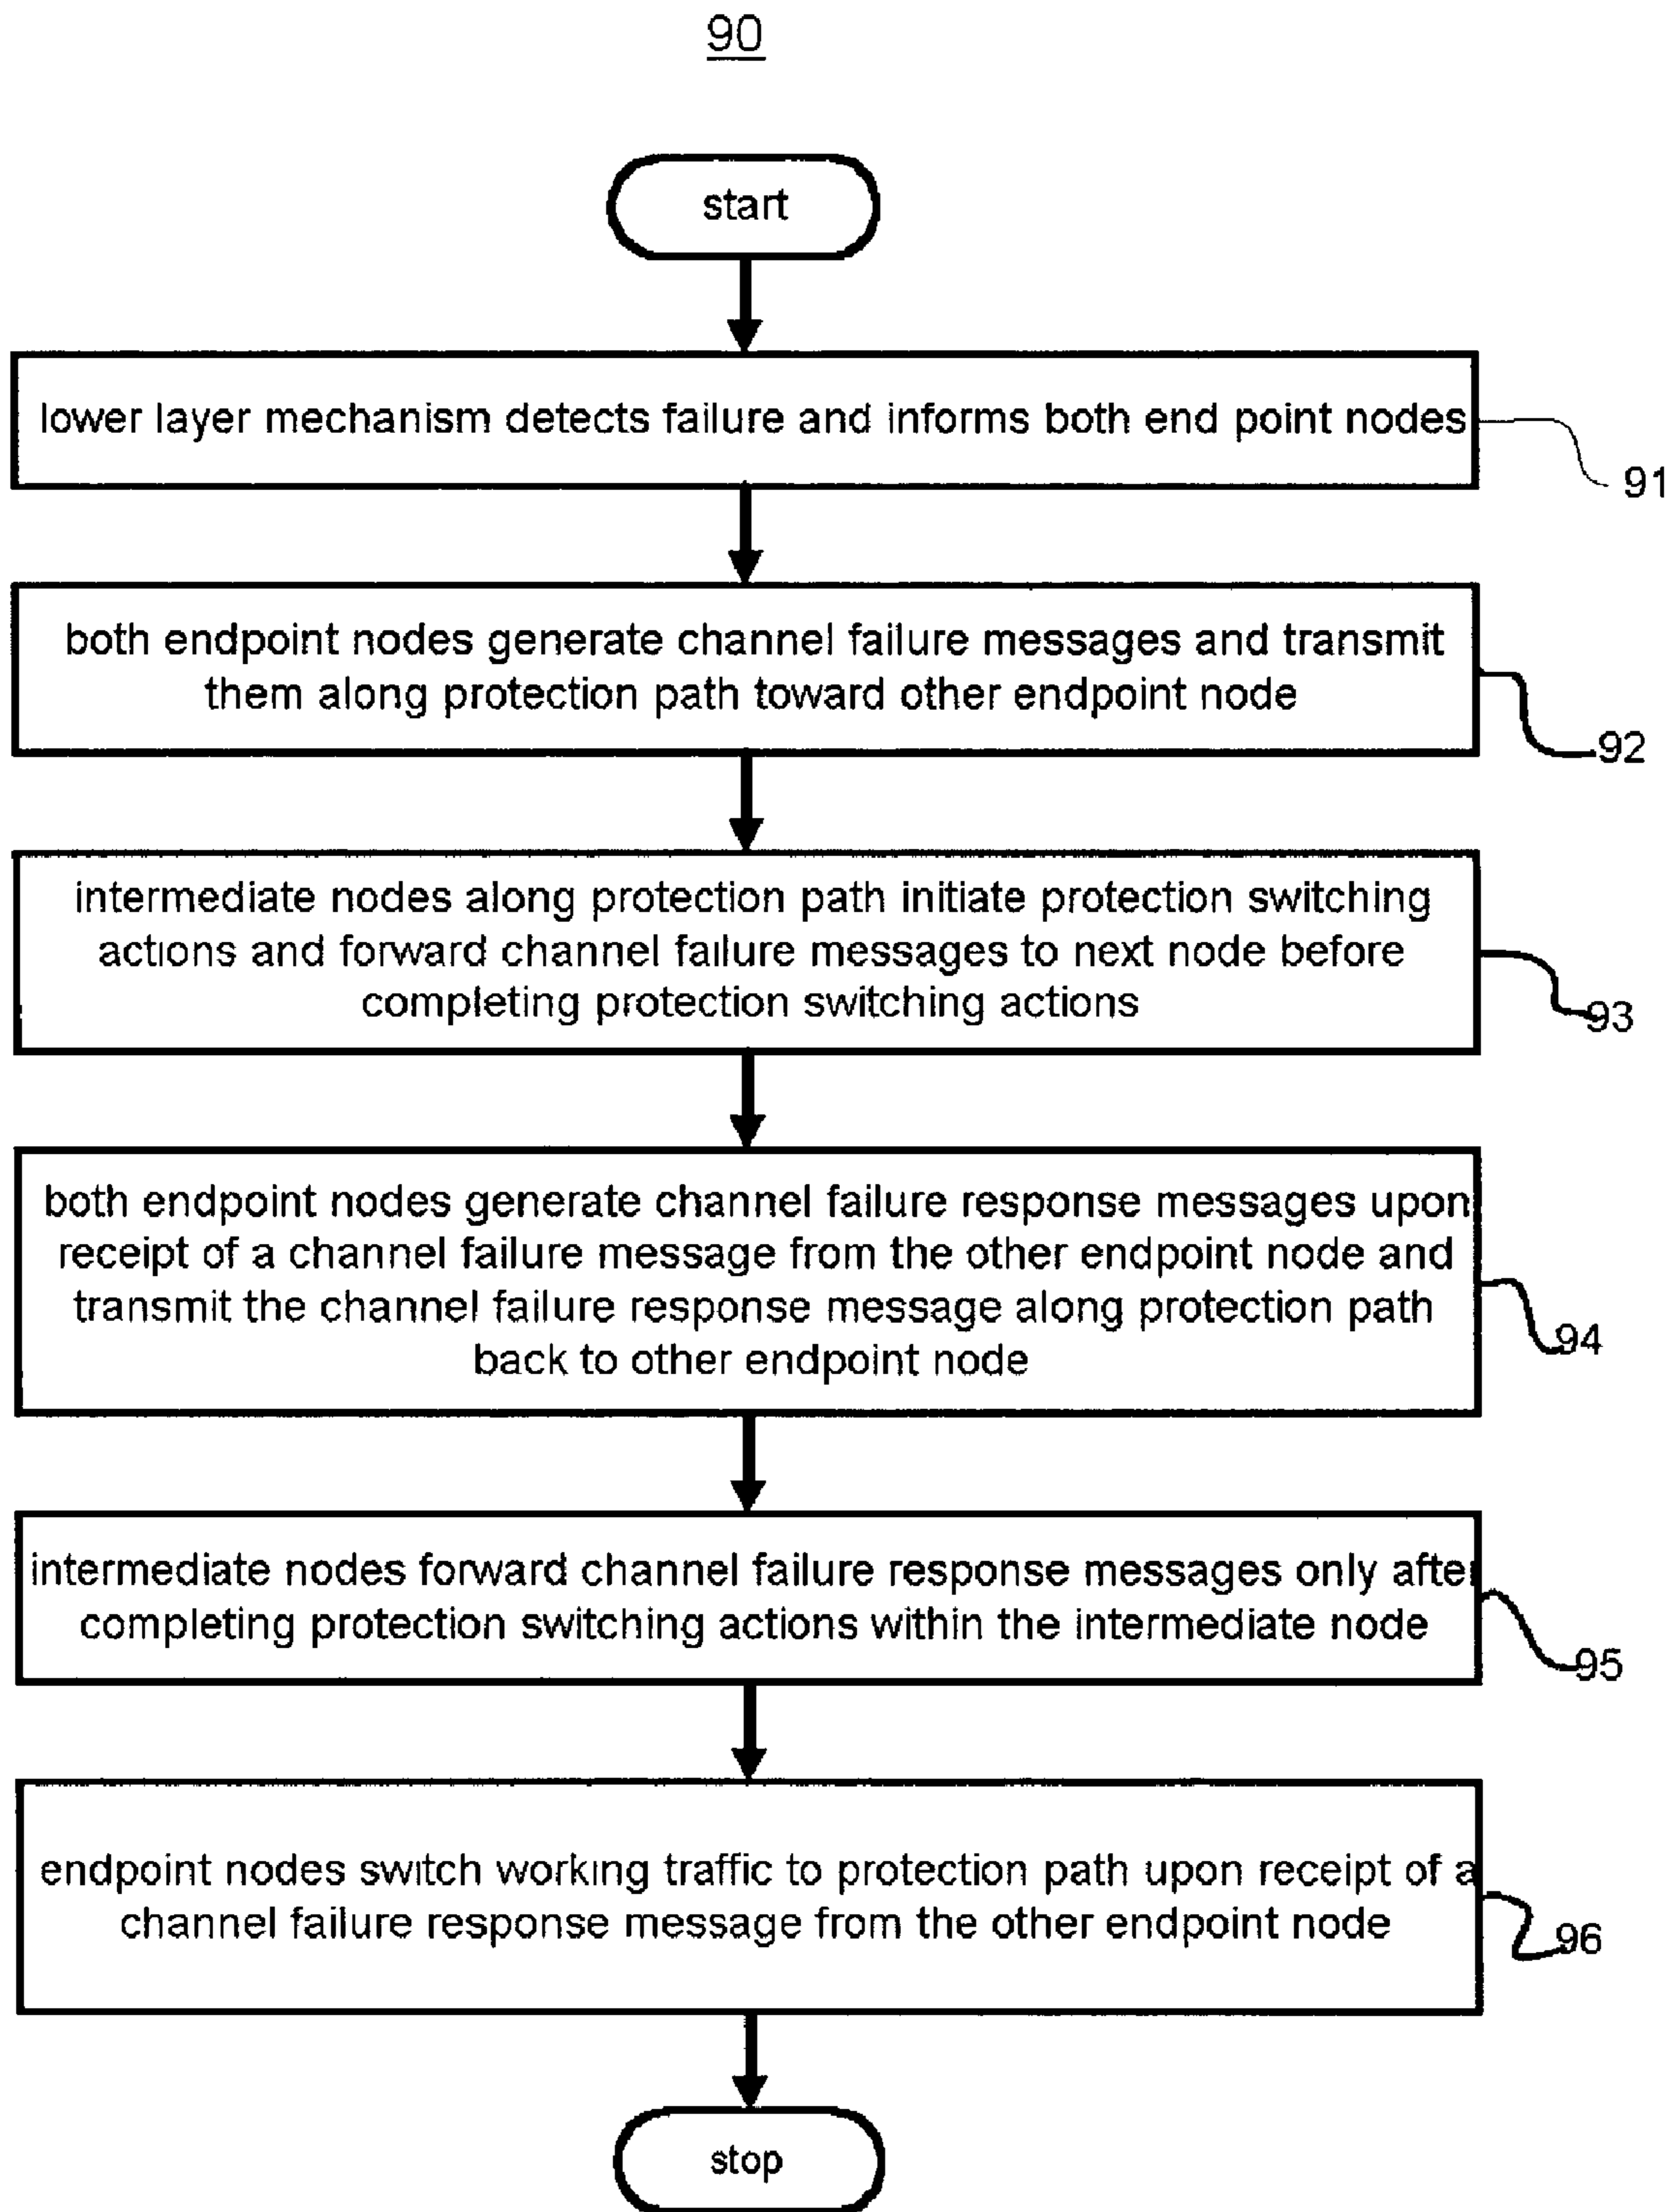 90
start
lower layer mechanism detects failure and informs both end point nodes
91
both endpoint nodes generate channel failure messages and transmit
them along protection path toward other endpoint node
92
intermediate nodes along protection path initiate protection switching
actions and forward channel failure messages to next node before
completing protection switching actions
93
both endpoint nodes generate channel failure response messages upon
receipt of a channel failure message from the other endpoint node and
transmit the channel failure response message along protection path
back to other endpoint node
94
intermediate nodes forward channel failure response messages only after
completing protection switching actions within the intermediate node
95
endpoint nodes switch working traffic to protection path upon receipt of a
channel failure response message from the other endpoint node
96
stop